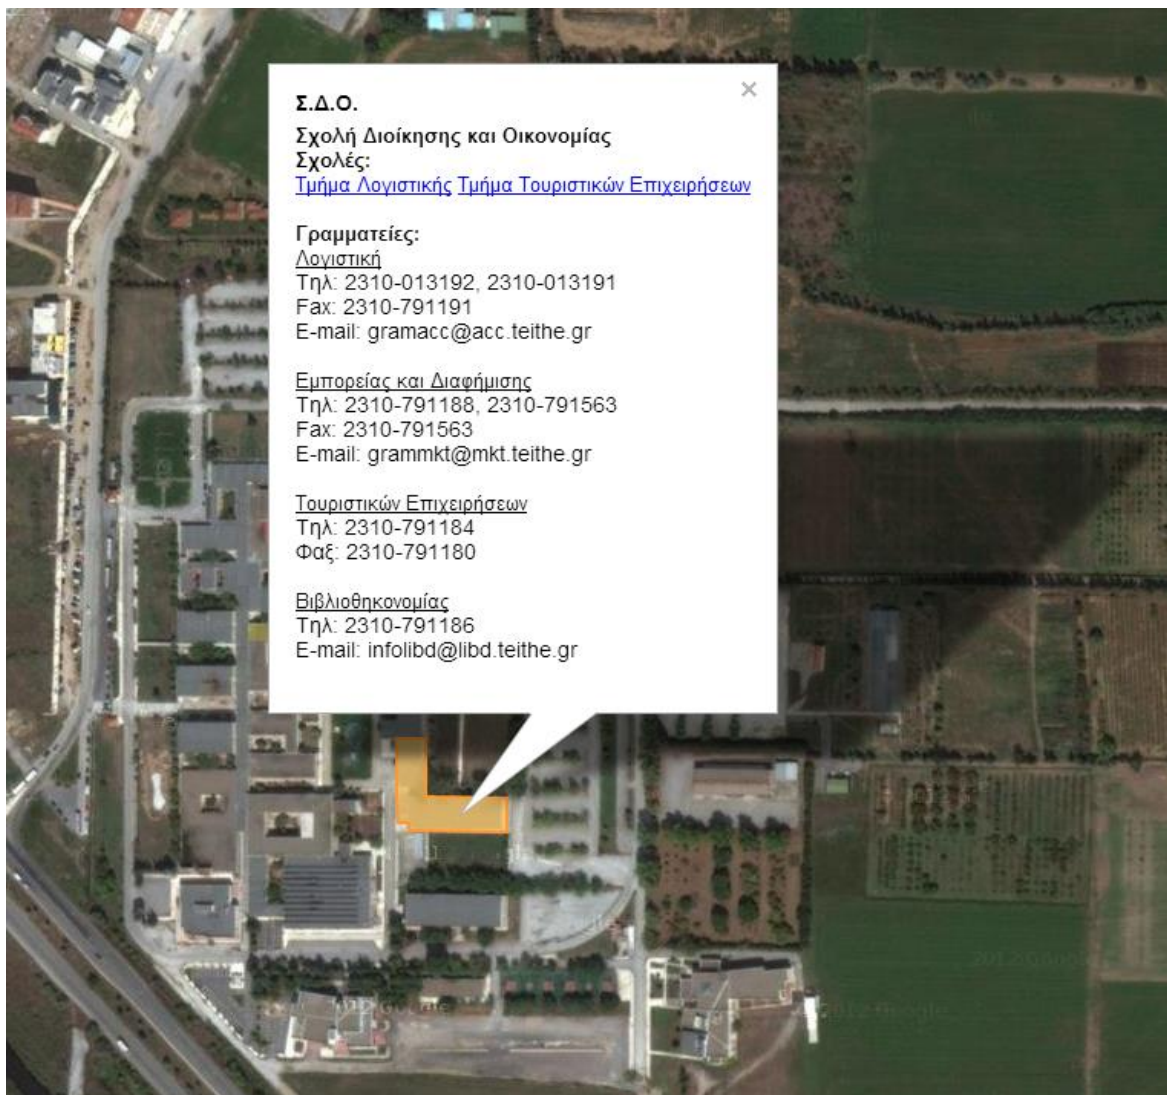 ×
Σ.Δ.Ο.
Σχολή Διοίκησης και Οικονομίας
Σχολές:
Τμήμα Λογιστικής Τμήμα Τουριστικών Επιχειρήσεων
Γραμματείες:
Λογιστική
Τηλ: 2310-013192, 2310-013191
Fax: 2310-791191
E-mail: gramacc@acc.teithe.gr
Εμπορείας και Διαφήμισης
Τηλ: 2310-791188, 2310-791563
Fax: 2310-791563
E-mail: grammkt@mkt.teithe.gr
Τουριστικών Επιχειρήσεων
Τηλ: 2310-791184
Φαξ: 2310-791180
Βιβλιοθηκονομίας
Τηλ: 2310-791186
E-mail: infolibd@libd.teithe.gr
2012 Google